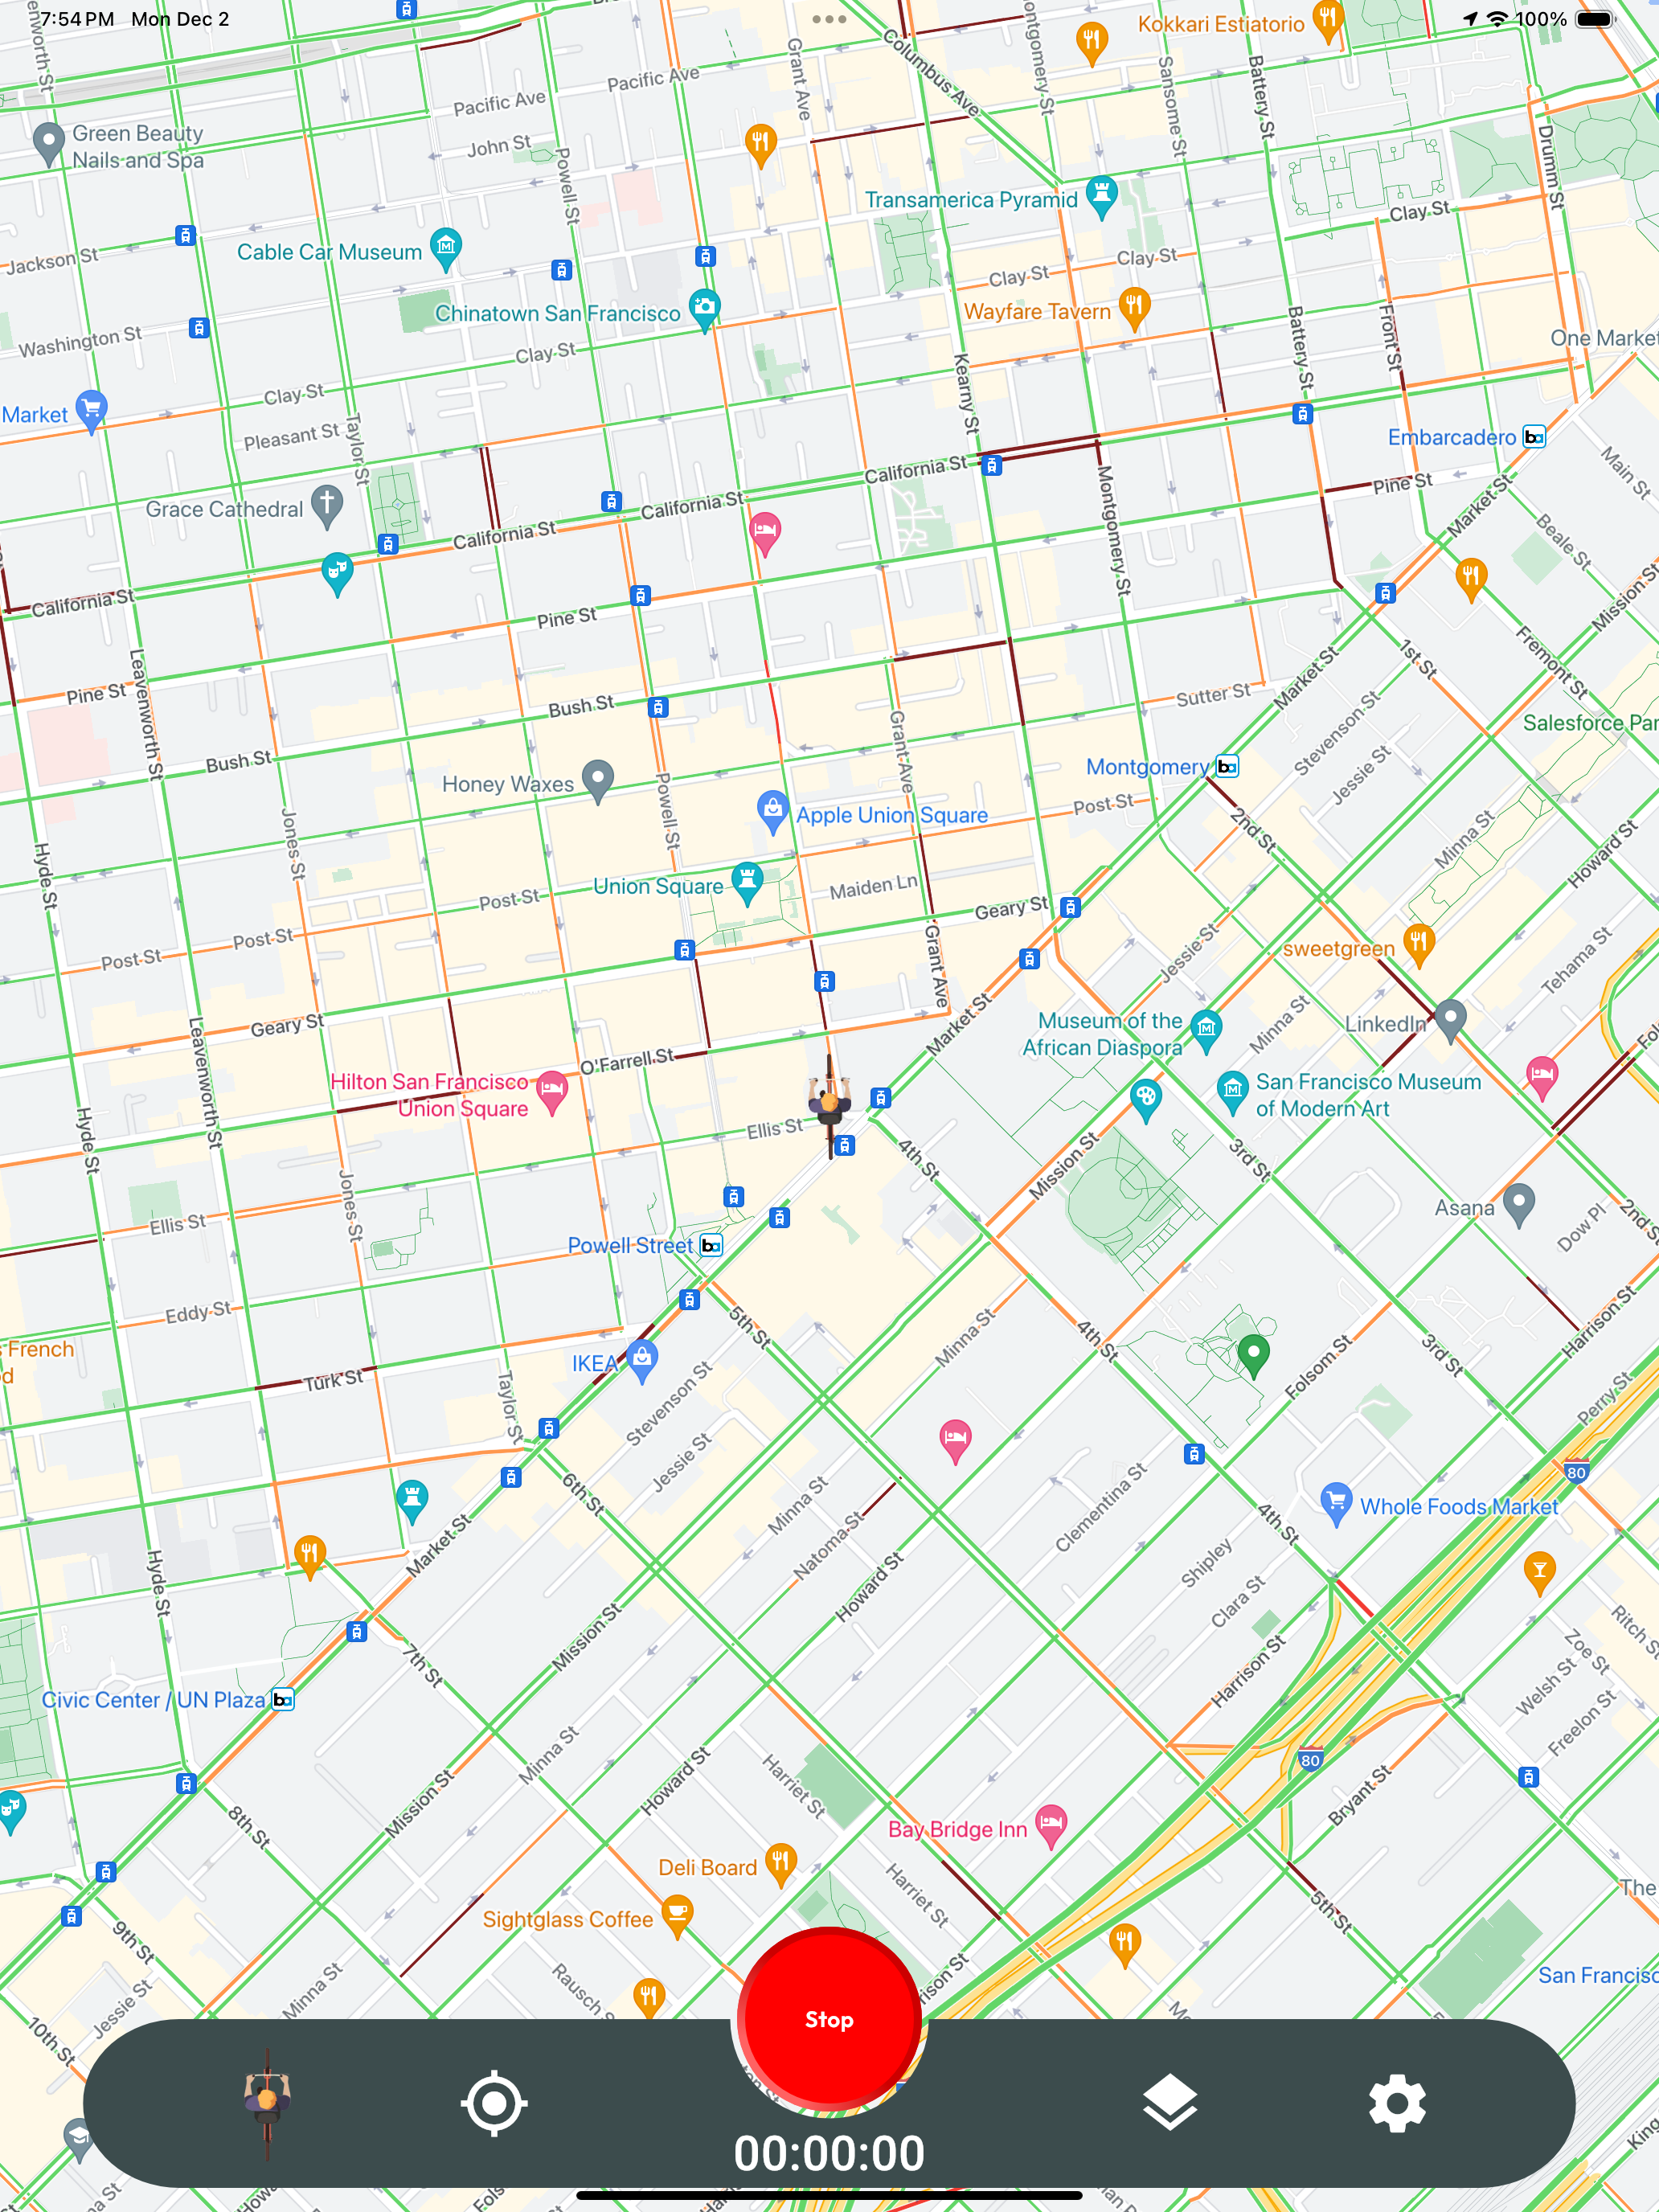 7:54 PM Mon Dec 2
100%
Kokkari Estiatorio
Columbus Ave
Grant Ave
Sansome St
Battery St
Pacific Ave
Pacific Ave
Green Beauty
Nails and Spa
John St
Powell St
Drumm St
Transamerica Pyramid
Clay St
Jackson St
Cable Car Museum
Clay St
Clay St
Chinatown San Francisco
Wayfare Tavern
Washington St
Clay St
Kearny St
Battery St
Front St
One Market
Clay St
Market
Pleasant St
Taylor St
Embarcadero
Main St
California St
Montgomery St
Pine St
Market St
Grace Cathedral
California St
California St
Beale St
California St
Pine St
Mission St
1st St
Fremont St
Leavenworth St
Pine St
Bush St
Market St
Sutter St
Grant Ave
Stevenson St
Salesforce Par
Bush St
Honey Waxes
Montgomery
Jessie St
Powell St
Apple Union Square
Post St
2nd St
Minna St
Howard St
Jones St
Hyde St
Union Square
Maiden Ln
Post St
Geary St
Post St
Post St
Grant Ave
Jessie St
sweetgreen
Tehama St
Geary St
Leavenworth St
Market St
Museum of the
African Diaspora
Minna St
LinkedIn
O'Farrell St
Hilton San Francisco
Union Square
San Francisco Museum
of Modern Art
Hyde St
Ellis St
4th St
Mission St
3rd St
Jones St
Asana
Dow Pl
2nd St
Ellis St
Powell Street
Eddy St
5th St
Minna St
4th St
3rd St
Harrison St
French
IKEA
Turk St
Folsom St
Perry St
Taylor St
Stevenson St
Jessie St
80
6th St
Minna St
Clementina St
4th St
Whole Foods Market
Natoma St
Market St
Howard St
Shipley
Clara St
Hyde St
Mission St
Ritch St
Zoe St
7th St
Harrison St
Welsh St
Freelon St
Civic Center / UN Plaza
Minna St
80
Harriet St
Howard St
Bryant St
Mission St
8th St
Bay Bridge Inn
Deli Board
Harriet St
The
Sightglass Coffee
5th St
9th St
San Francisc
Minna St
Jessie St
Rausch S
10th St
Stop
00:00:00
King